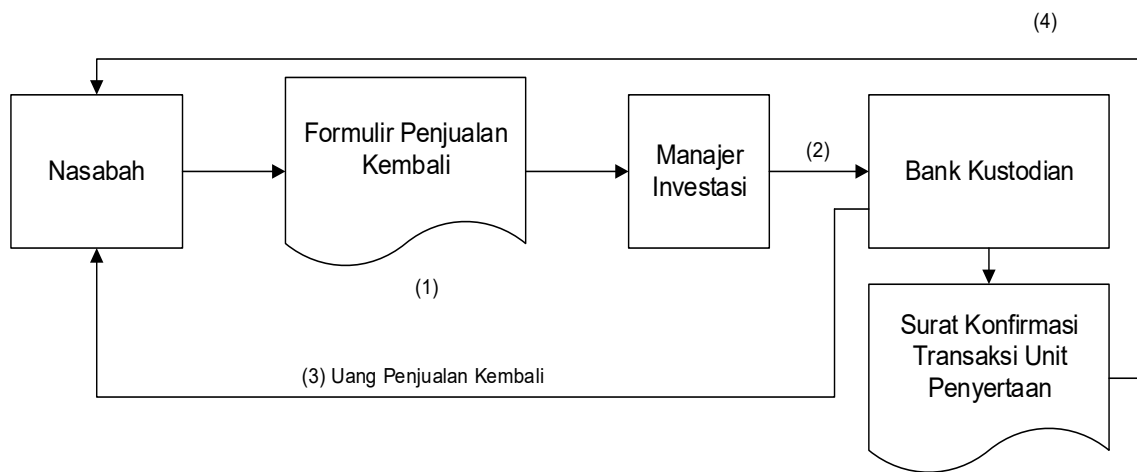 (4)
Nasabah
Formulir Penjualan
Kembali
Manajer
Investasi
(2)
Bank Kustodian
(1)
Surat Konfirmasi
Transaksi Unit
Penyertaan
(3) Uang Penjualan Kembali